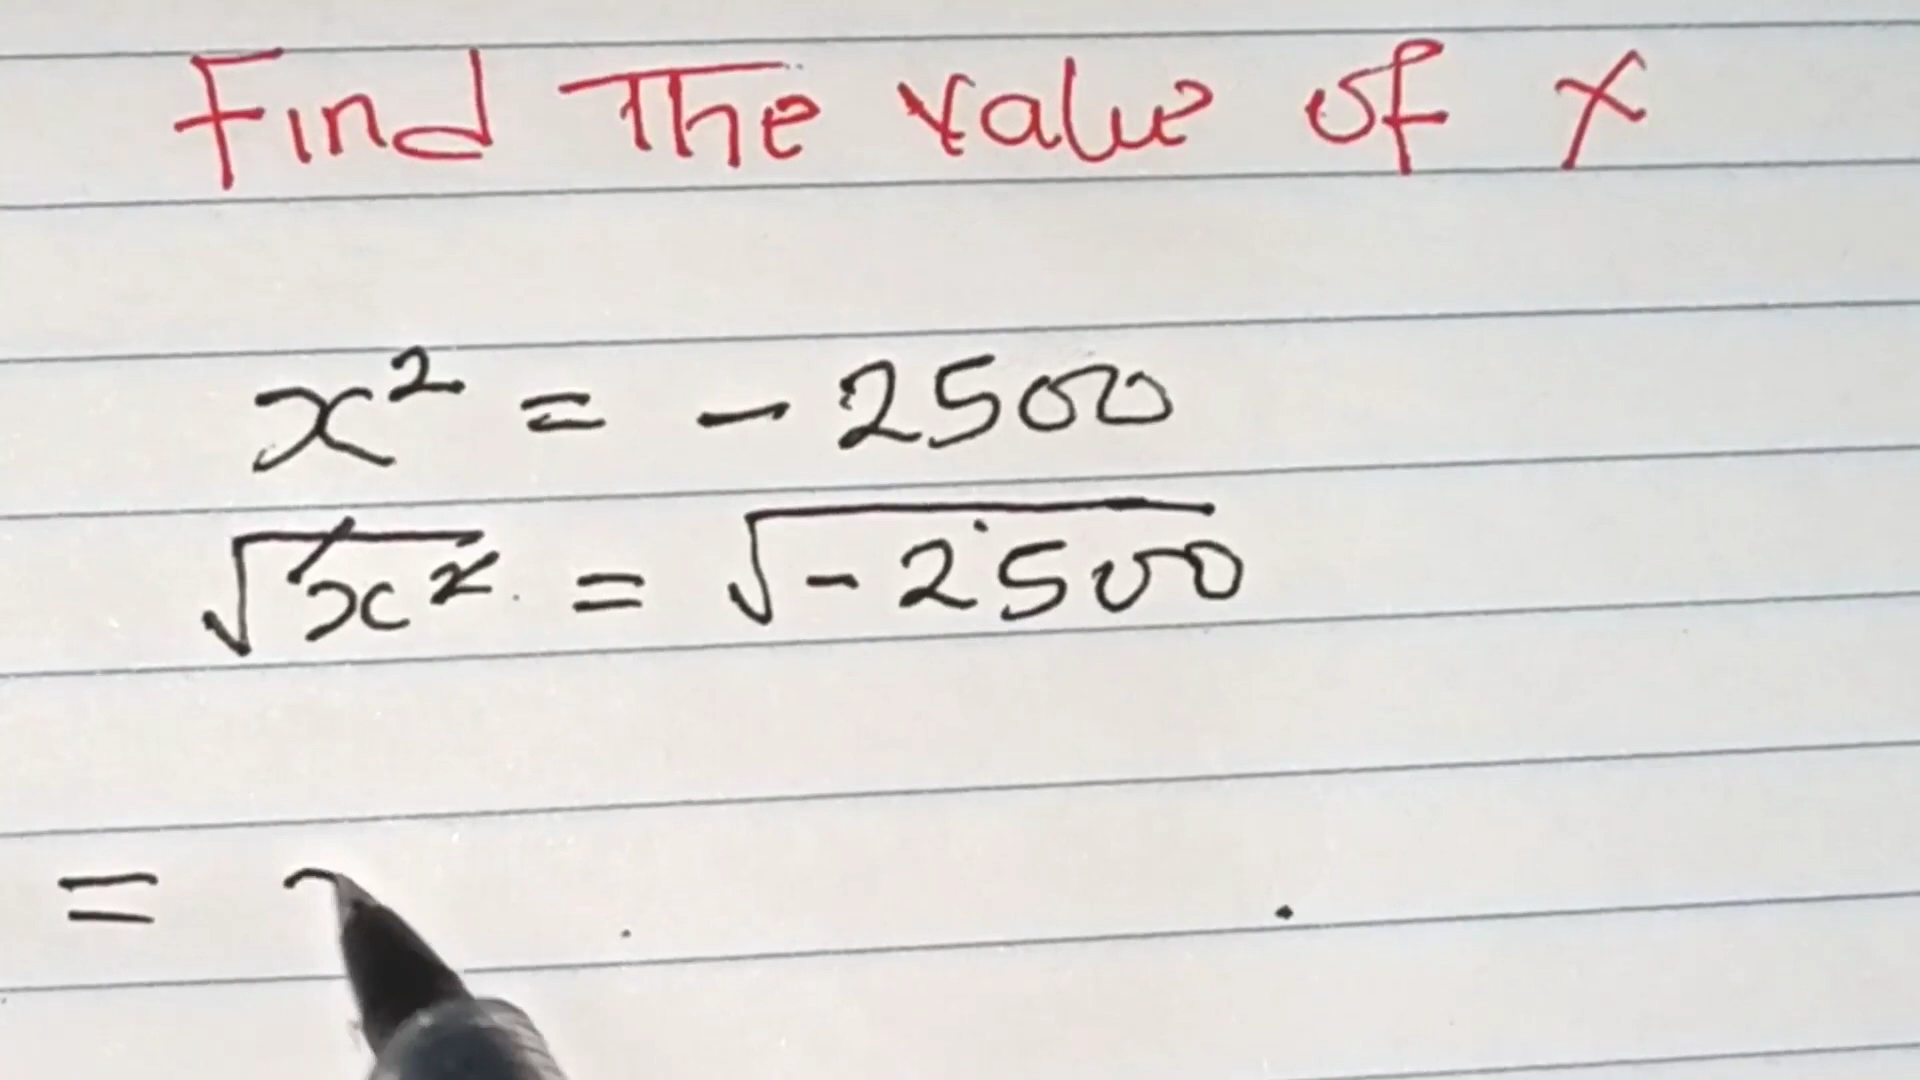 Find The value of x
x² = - 2500
√x² = √-2500
=